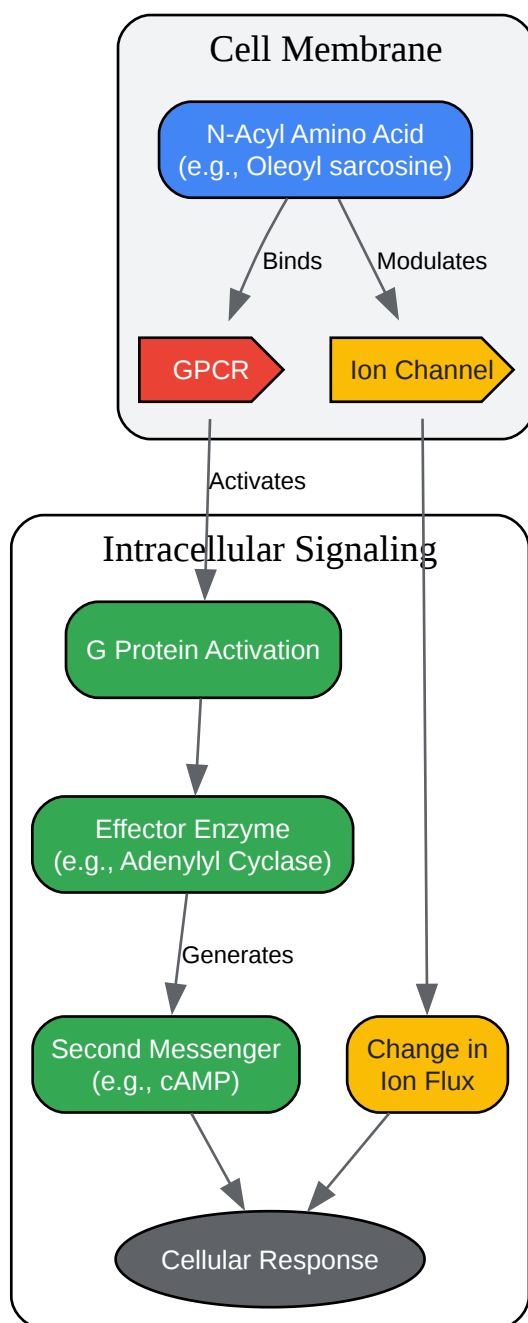 Cell Membrane
N-Acyl Amino Acid
(e.g., Oleoyl sarcosine)
Binds
Modulates
GPCR
Ion Channel
Activates
Intracellular Signaling
G Protein Activation
Effector Enzyme
(e.g., Adenylyl Cyclase)
Generates
Second Messenger
(e.g., cAMP)
Change in
Ion Flux
Cellular Response